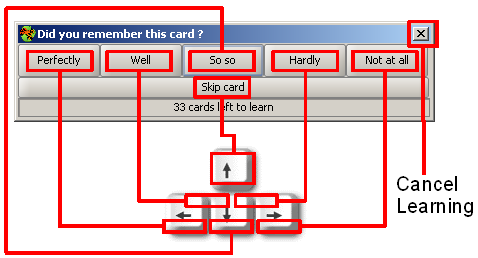 Did you remember this card ?
Perfectly Well So so Hardly Not at all
Skip card
33 cards left to learn
Cancel
Learning